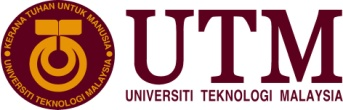 KERANA TUHAN UNTUK MANUSIA
UNIVERSITI TEKNOLOGI MALAYSIA
UTM
UNIVERSITI TEKNOLOGI MALAYSIA